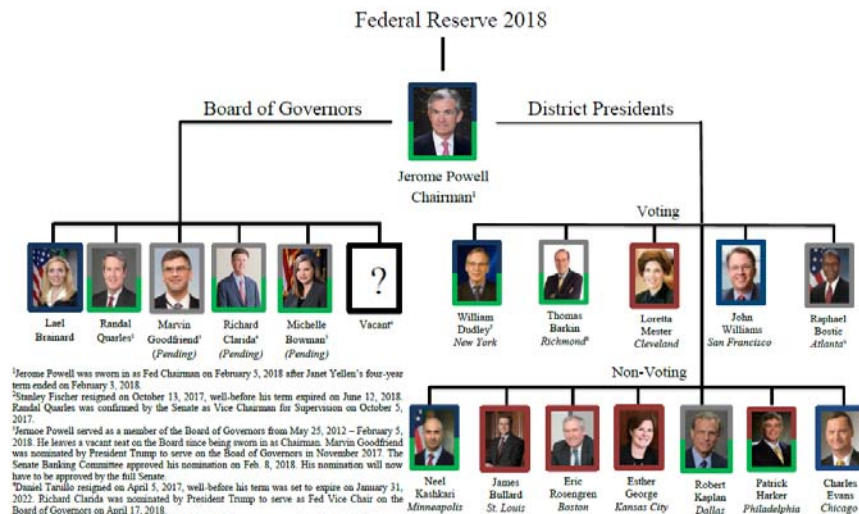 Federal Reserve 2018
Board of Governors
District Presidents
Jerome Powell
Chairman¹
Voting
Lael
Brainard
Randal
Quarles²
Marvin
Goodfriend³
(Pending)
Richard
Clarida⁴
(Pending)
Michelle
Bowman⁵
(Pending)
?
Vacant⁶
William
Dudley⁷
New York
Thomas
Barkin
Richmond⁸
Loretta
Mester
Cleveland
John
Williams
San Francisco
Raphael
Bostic
Atlanta⁹
¹Jerome Powell was sworn in as Fed Chairman on February 5, 2018 after Janet Yellen's four-year
term ended on February 3, 2018.
²Stanley Fischer resigned on October 13, 2017, well-before his term expired on June 12, 2018.
Randal Quarles was confirmed by the Senate as Vice Chairman for Supervision on October 5,
2017.
³Jermoe Powell served as a member of the Board of Governors from May 25, 2012 – February 5,
2018. He leaves a vacant seat on the Board since being sworn in as Chairman. Marvin Goodfriend
was nominated by President Trump to serve on the Boad of Governors in November 2017. The
Senate Banking Committee approved his nomination on Feb. 8, 2018. His nomination will now
have to be approved by the full Senate.
⁴Daniel Tarullo resigned on April 5, 2017, well-before his term was set to expire on January 31,
2022. Richard Clarida was nominated by President Trump to serve as Fed Vice Chair on the
Board of Governors on April 17, 2018.
Non-Voting
Neel
Kashkari
Minneapolis
James
Bullard
St. Louis
Eric
Rosengren
Boston
Esther
George
Kansas City
Robert
Kaplan
Dallas
Patrick
Harker
Philadelphia
Charles
Evans
Chicago